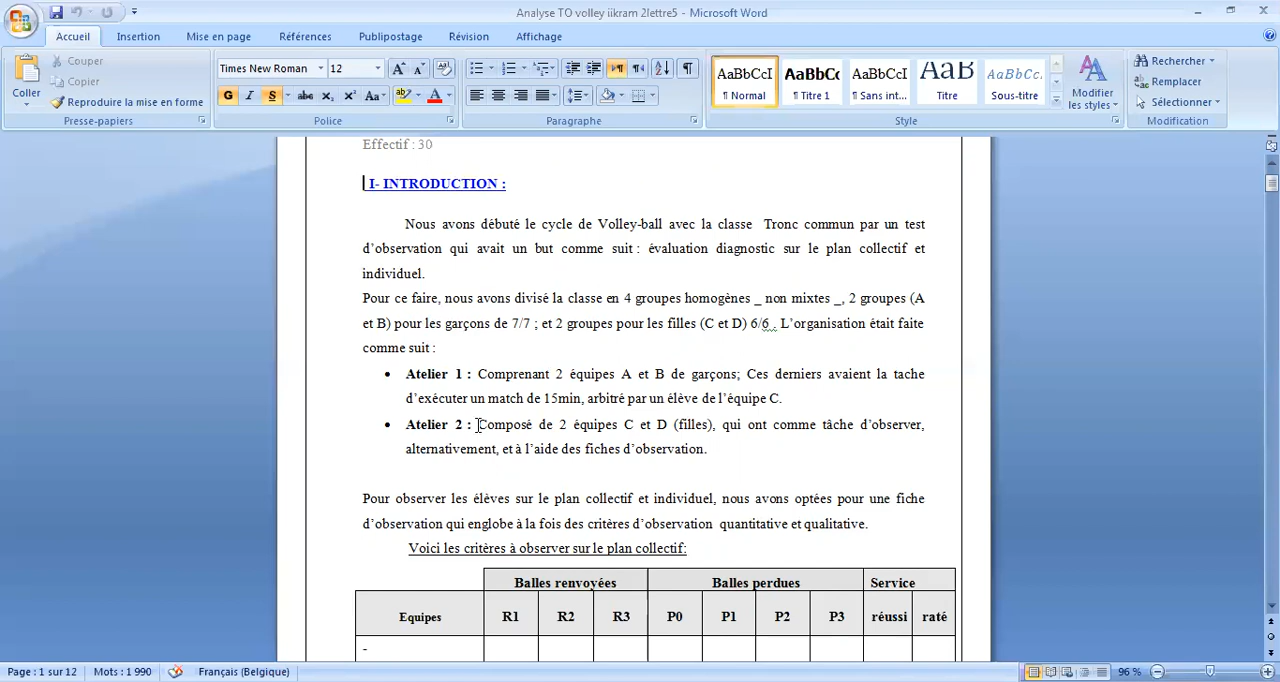 Analyse TO volley iikram 2lettre5 - Microsoft Word
Accueil Insertion Mise en page Références Publipostage Révision Affichage
Coller
Couper
Copier
Reproduire la mise en forme
Presse-papiers
Times New Roman 12
G I S abc X₂ X² Aa
Police
Paragraphe
AaBbCcI AaBbCc AaBbCcI AaB AaBbCc.
¶ Normal ¶ Titre 1 ¶ Sans int... Titre Sous-titre
Modifier les styles
Style
Rechercher
Remplacer
Sélectionner
Modification
Effectif : 30
I- INTRODUCTION :
Nous avons débuté le cycle de Volley-ball avec la classe Tronc commun par un test
d’observation qui avait un but comme suit : évaluation diagnostic sur le plan collectif et
individuel.
Pour ce faire, nous avons divisé la classe en 4 groupes homogènes _ non mixtes _, 2 groupes (A
et B) pour les garçons de 7/7 ; et 2 groupes pour les filles (C et D) 6/6 . L’organisation était faite
comme suit :
• Atelier 1 : Comprenant 2 équipes A et B de garçons; Ces derniers avaient la tache
d’exécuter un match de 15min, arbitré par un élève de l’équipe C.
• Atelier 2 : Composé de 2 équipes C et D (filles), qui ont comme tâche d’observer,
alternativement, et à l’aide des fiches d’observation.
Pour observer les élèves sur le plan collectif et individuel, nous avons optées pour une fiche
d’observation qui englobe à la fois des critères d’observation quantitative et qualitative.
Voici les critères à observer sur le plan collectif:
Balles renvoyées Balles perdues Service
Equipes R1 R2 R3 P0 P1 P2 P3 réussi raté
-
Page : 1 sur 12 Mots : 1 990 Français (Belgique) 96 %